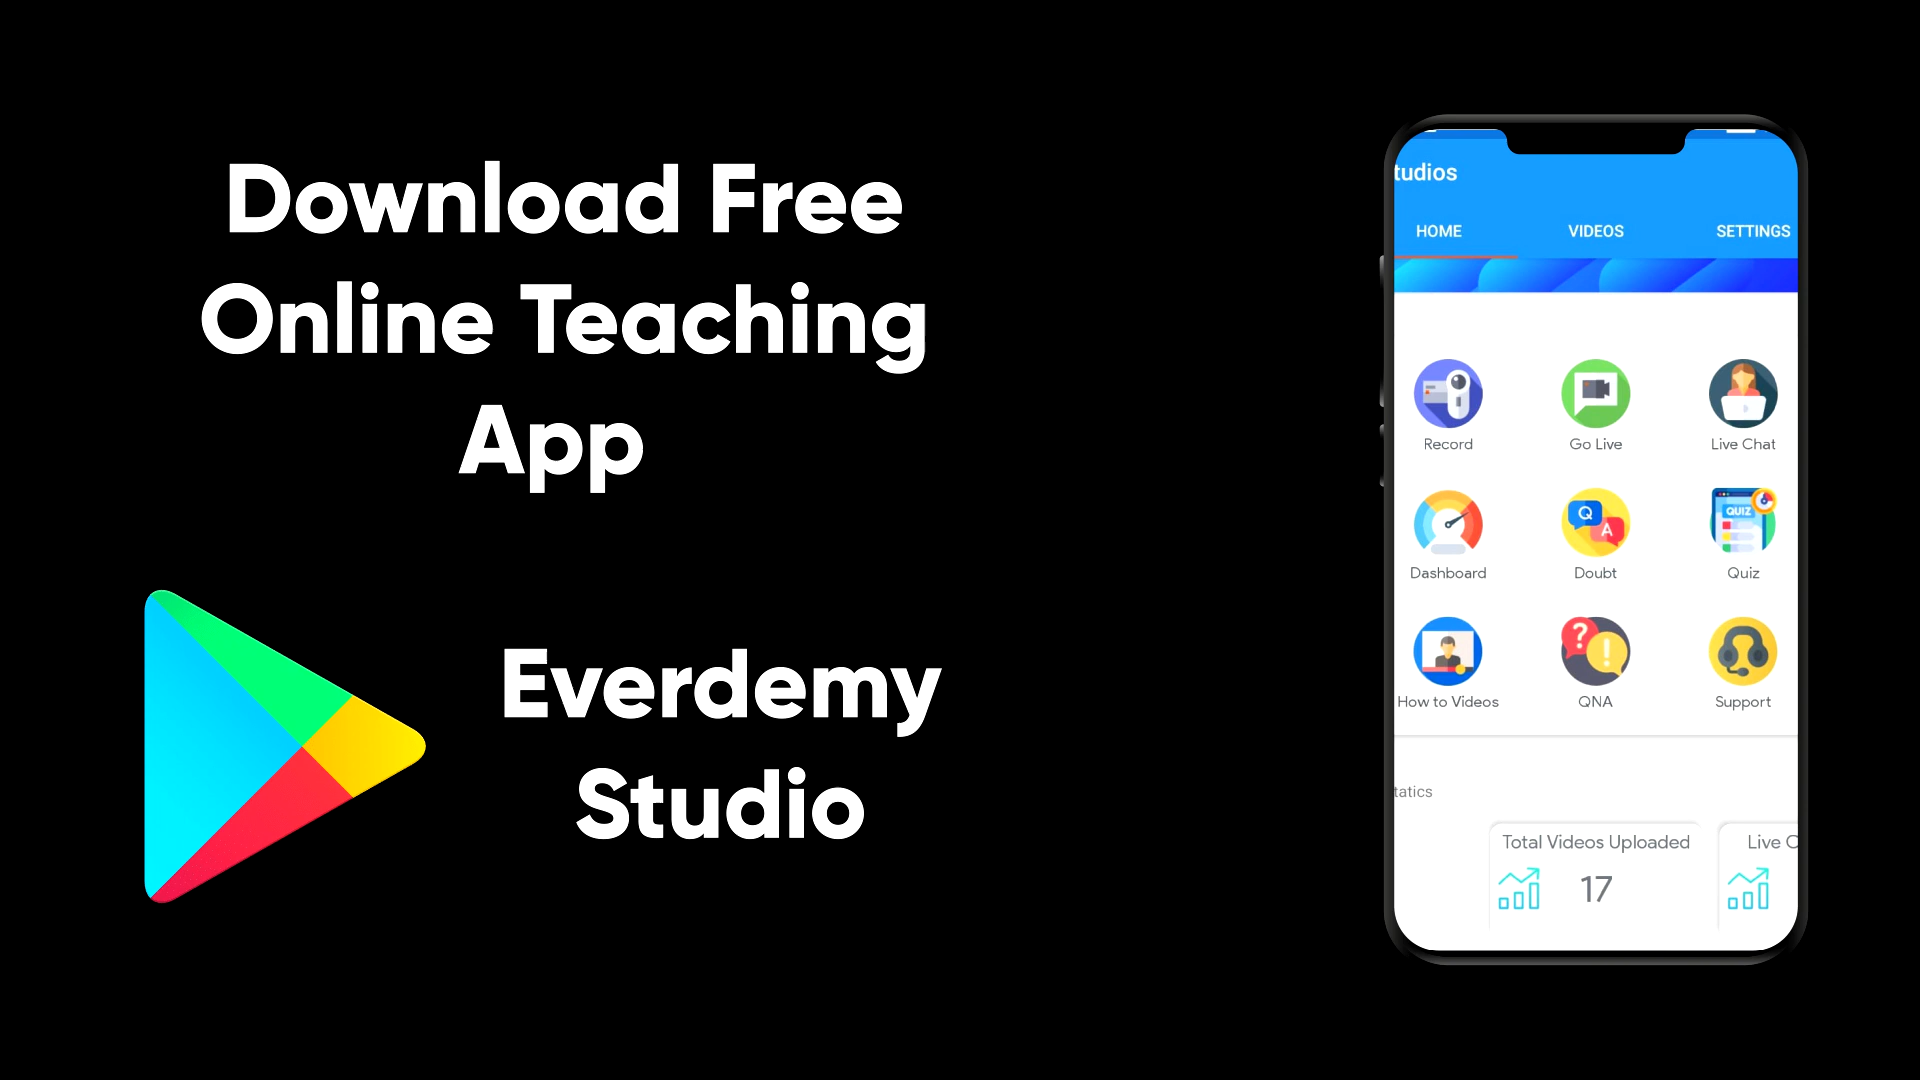 Download Free
Online Teaching
App
Everdemy
Studio
tudios
HOME VIDEOS SETTINGS
Record Go Live Live Chat
Q
A
QUIZ
Dashboard Doubt Quiz
? !
How to Videos QNA Support
tatics
Total Videos Uploaded Live C
17